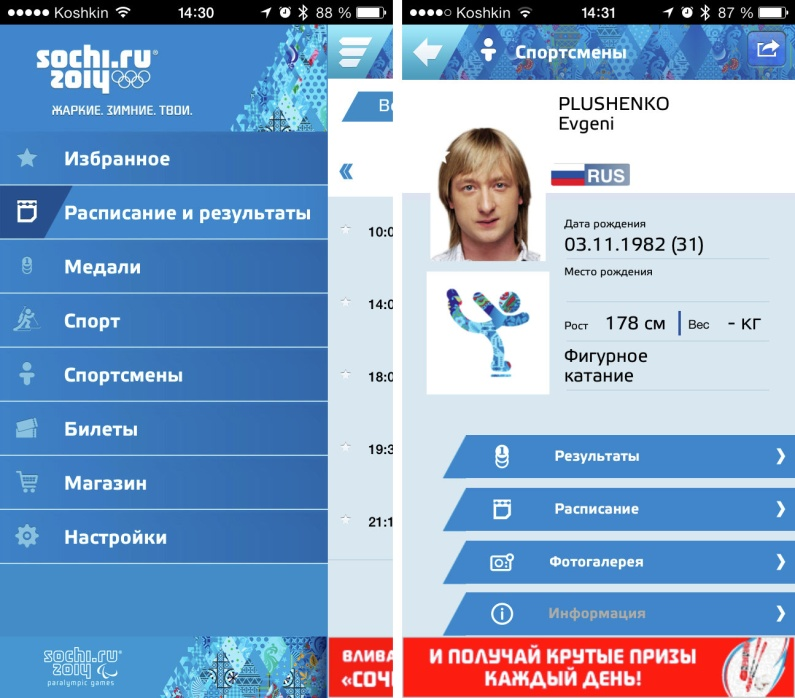 Koshkin 14:30 88 %
sochi.ru
2014
ЖАРКИЕ. ЗИМНИЕ. ТВОИ.
Избранное
Расписание и результаты
Медали
Спорт
Спортсмены
Билеты
Магазин
Настройки
sochi.ru
2014
paralympic games
10:0
14:0
18:0
19:3
21:1
ВЛИВА
«СОЧ
Koshkin 14:31 87 %
Спортсмены
PLUSHENKO
Evgeni
RUS
Дата рождения
03.11.1982 (31)
Место рождения
Рост 178 см Вес - кг
Фигурное
катание
Результаты
Расписание
Фотогалерея
Информация
И ПОЛУЧАЙ КРУТЫЕ ПРИЗЫ
КАЖДЫЙ ДЕНЬ!